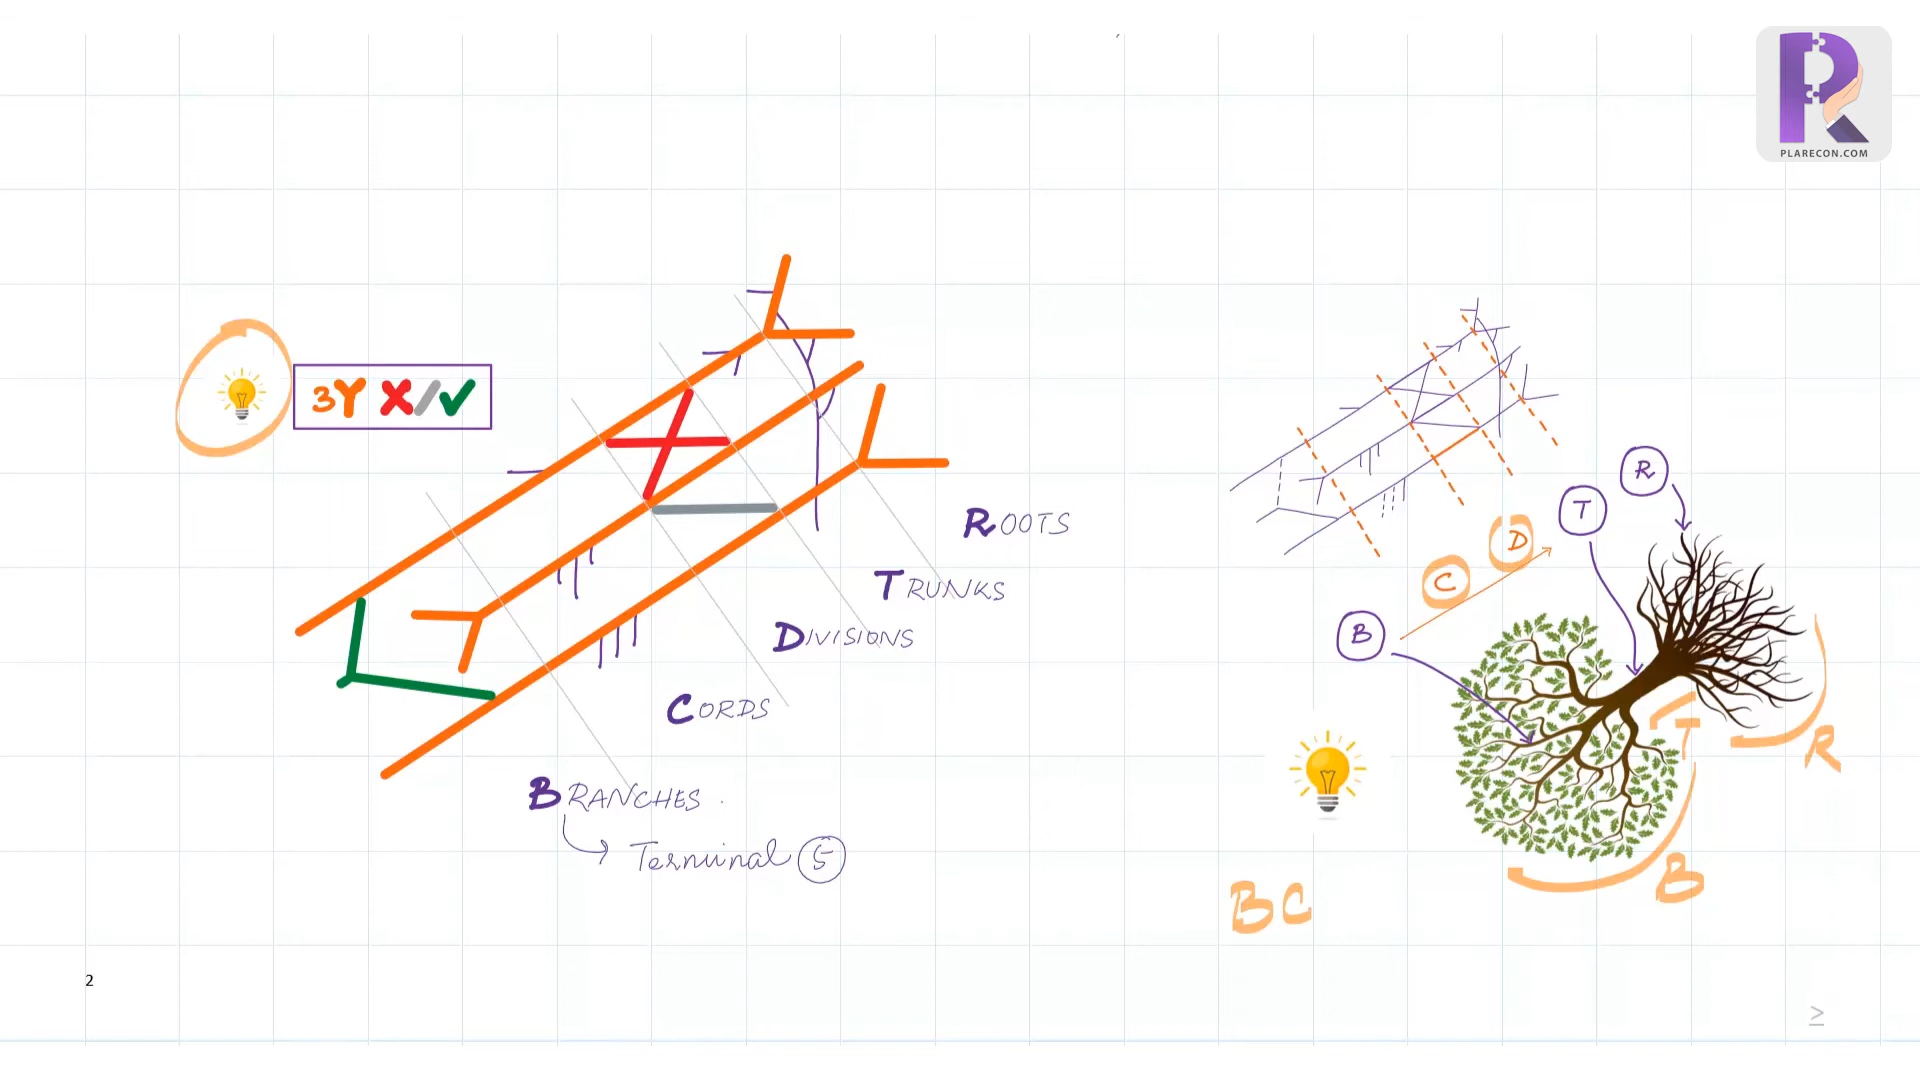 PLARECON.COM
3Y X/✓
ROOTS
TRUNKS
DIVISIONS
CORDS
BRANCHES
Terminal 5
R
T
D
C
B
T
R
B
BC
2
≥